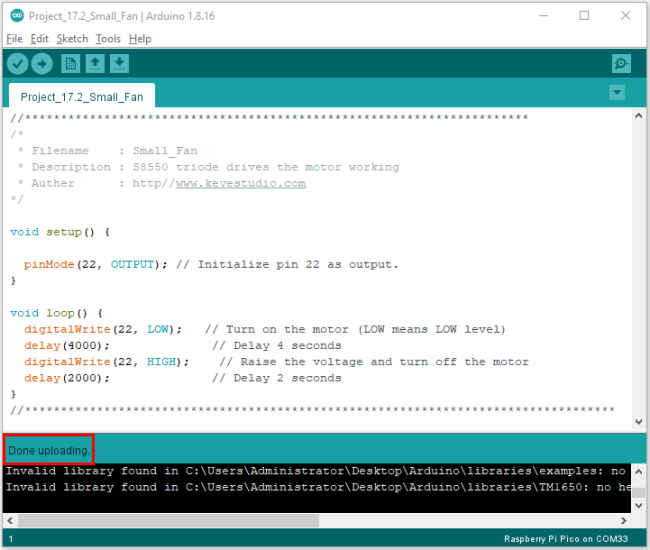 Project_17.2_Small_Fan | Arduino 1.8.16
File Edit Sketch Tools Help
Project_17.2_Small_Fan
//**********************************************************************
/*
 * Filename    : Small_Fan
 * Description : S8550 triode drives the motor working
 * Auther      : http//www.keyestudio.com
*/
void setup() {
  pinMode(22, OUTPUT); // Initialize pin 22 as output.
}
void loop() {
  digitalWrite(22, LOW);   // Turn on the motor (LOW means LOW level)
  delay(4000);              // Delay 4 seconds
  digitalWrite(22, HIGH);    // Raise the voltage and turn off the motor
  delay(2000);              // Delay 2 seconds
}
//**********************************************************************************
Done uploading.
Invalid library found in C:\Users\Administrator\Desktop\Arduino\libraries\examples: no
Invalid library found in C:\Users\Administrator\Desktop\Arduino\libraries\TM1650: no he
1 Raspberry Pi Pico on COM33